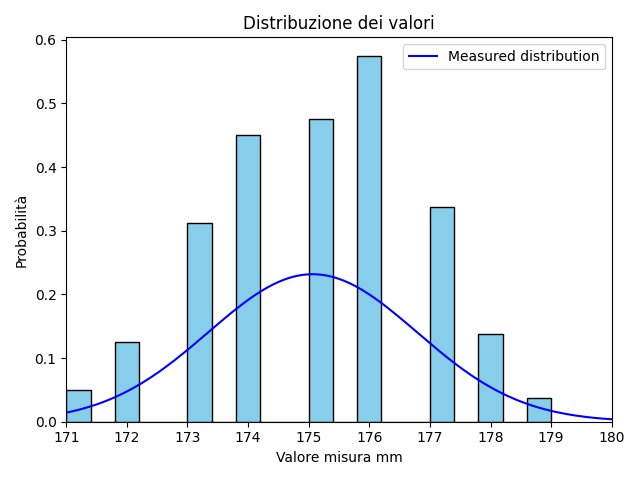 Distribuzione dei valori
Measured distribution
0.6
0.5
0.4
0.3
0.2
0.1
0.0
Probabilità
171 172 173 174 175 176 177 178 179 180
Valore misura mm